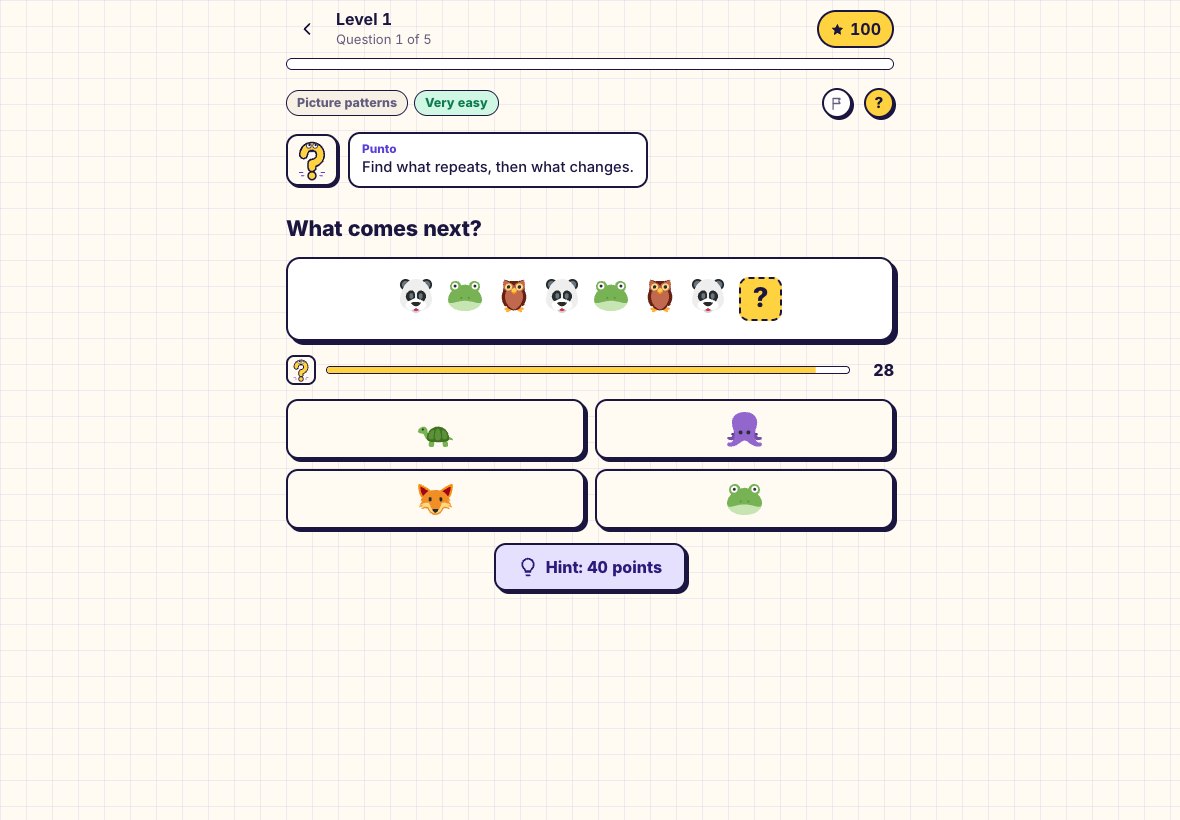 Level 1
Question 1 of 5
100
Picture patterns
Very easy
?
Punto
Find what repeats, then what changes.
What comes next?
?
28
Hint: 40 points